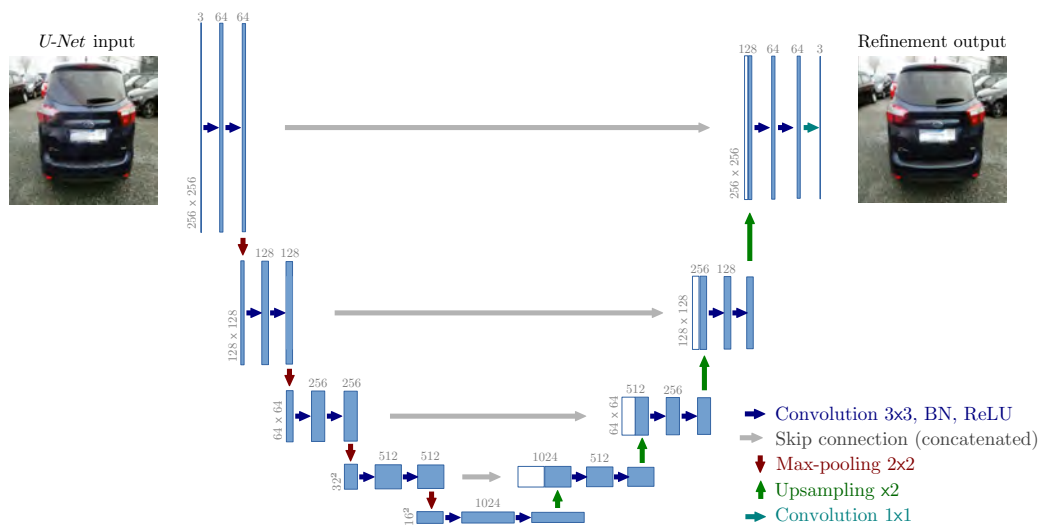 U-Net input
Refinement output
3 64 64
128 64 64 3
256 × 256
256 × 256
128 128
256 128
128 × 128
128 × 128
256 256
512 256
64 × 64
64 × 64
512 512
1024 512
32²
1024
16²
Convolution 3x3, BN, ReLU
Skip connection (concatenated)
Max-pooling 2x2
Upsampling x2
Convolution 1x1